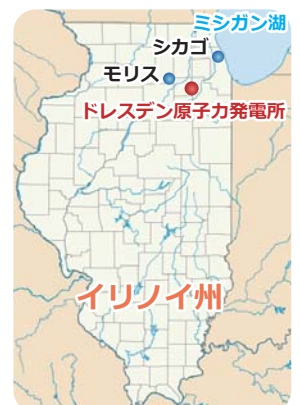 ミシガン湖
シカゴ
モリス
ドレスデン原子力発電所
イリノイ州